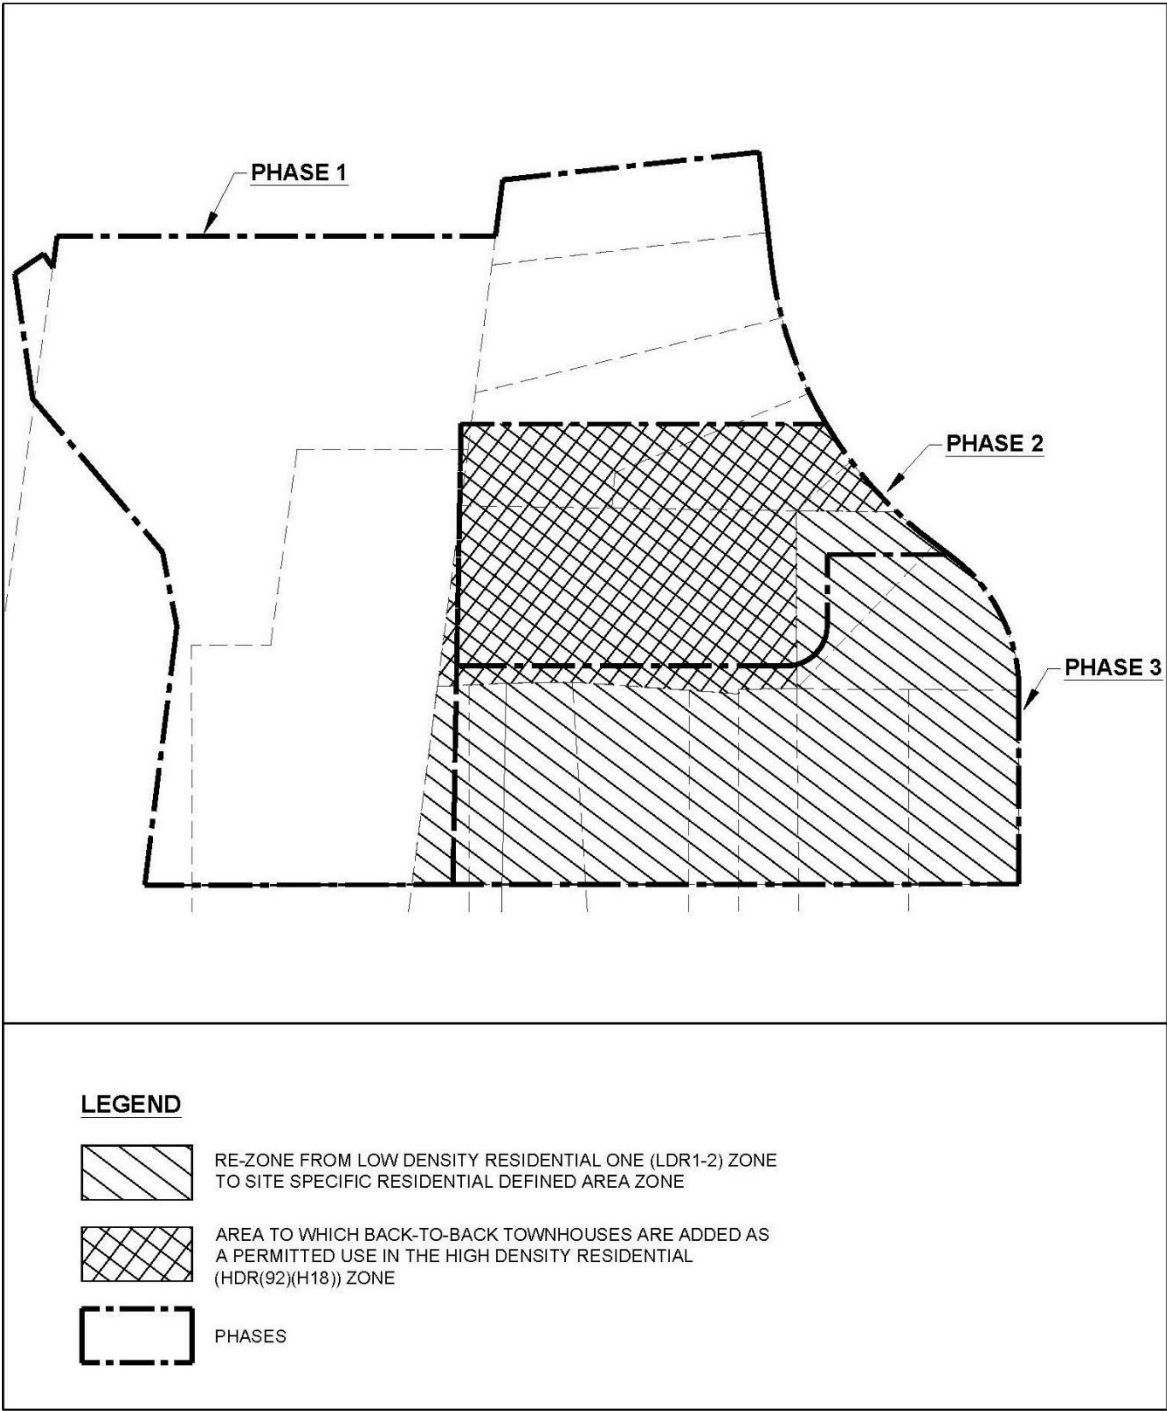 PHASE 1
PHASE 2
PHASE 3
LEGEND
RE-ZONE FROM LOW DENSITY RESIDENTIAL ONE (LDR1-2) ZONE
TO SITE SPECIFIC RESIDENTIAL DEFINED AREA ZONE
AREA TO WHICH BACK-TO-BACK TOWNHOUSES ARE ADDED AS
A PERMITTED USE IN THE HIGH DENSITY RESIDENTIAL
(HDR(92)(H18)) ZONE
PHASES